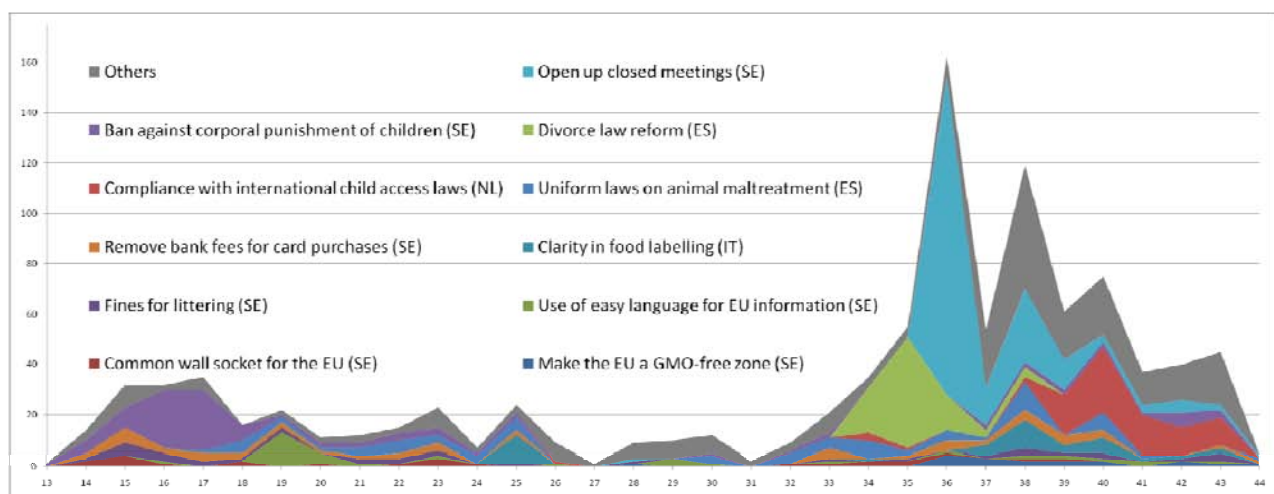 160
Others
Open up closed meetings (SE)
140
Ban against corporal punishment of children (SE)
Divorce law reform (ES)
120
Compliance with international child access laws (NL)
Uniform laws on animal maltreatment (ES)
100
Remove bank fees for card purchases (SE)
Clarity in food labelling (IT)
80
60
Fines for littering (SE)
Use of easy language for EU information (SE)
40
Common wall socket for the EU (SE)
Make the EU a GMO-free zone (SE)
20
0
13 14 15 16 17 18 19 20 21 22 23 24 25 26 27 28 29 30 31 32 33 34 35 36 37 38 39 40 41 42 43 44